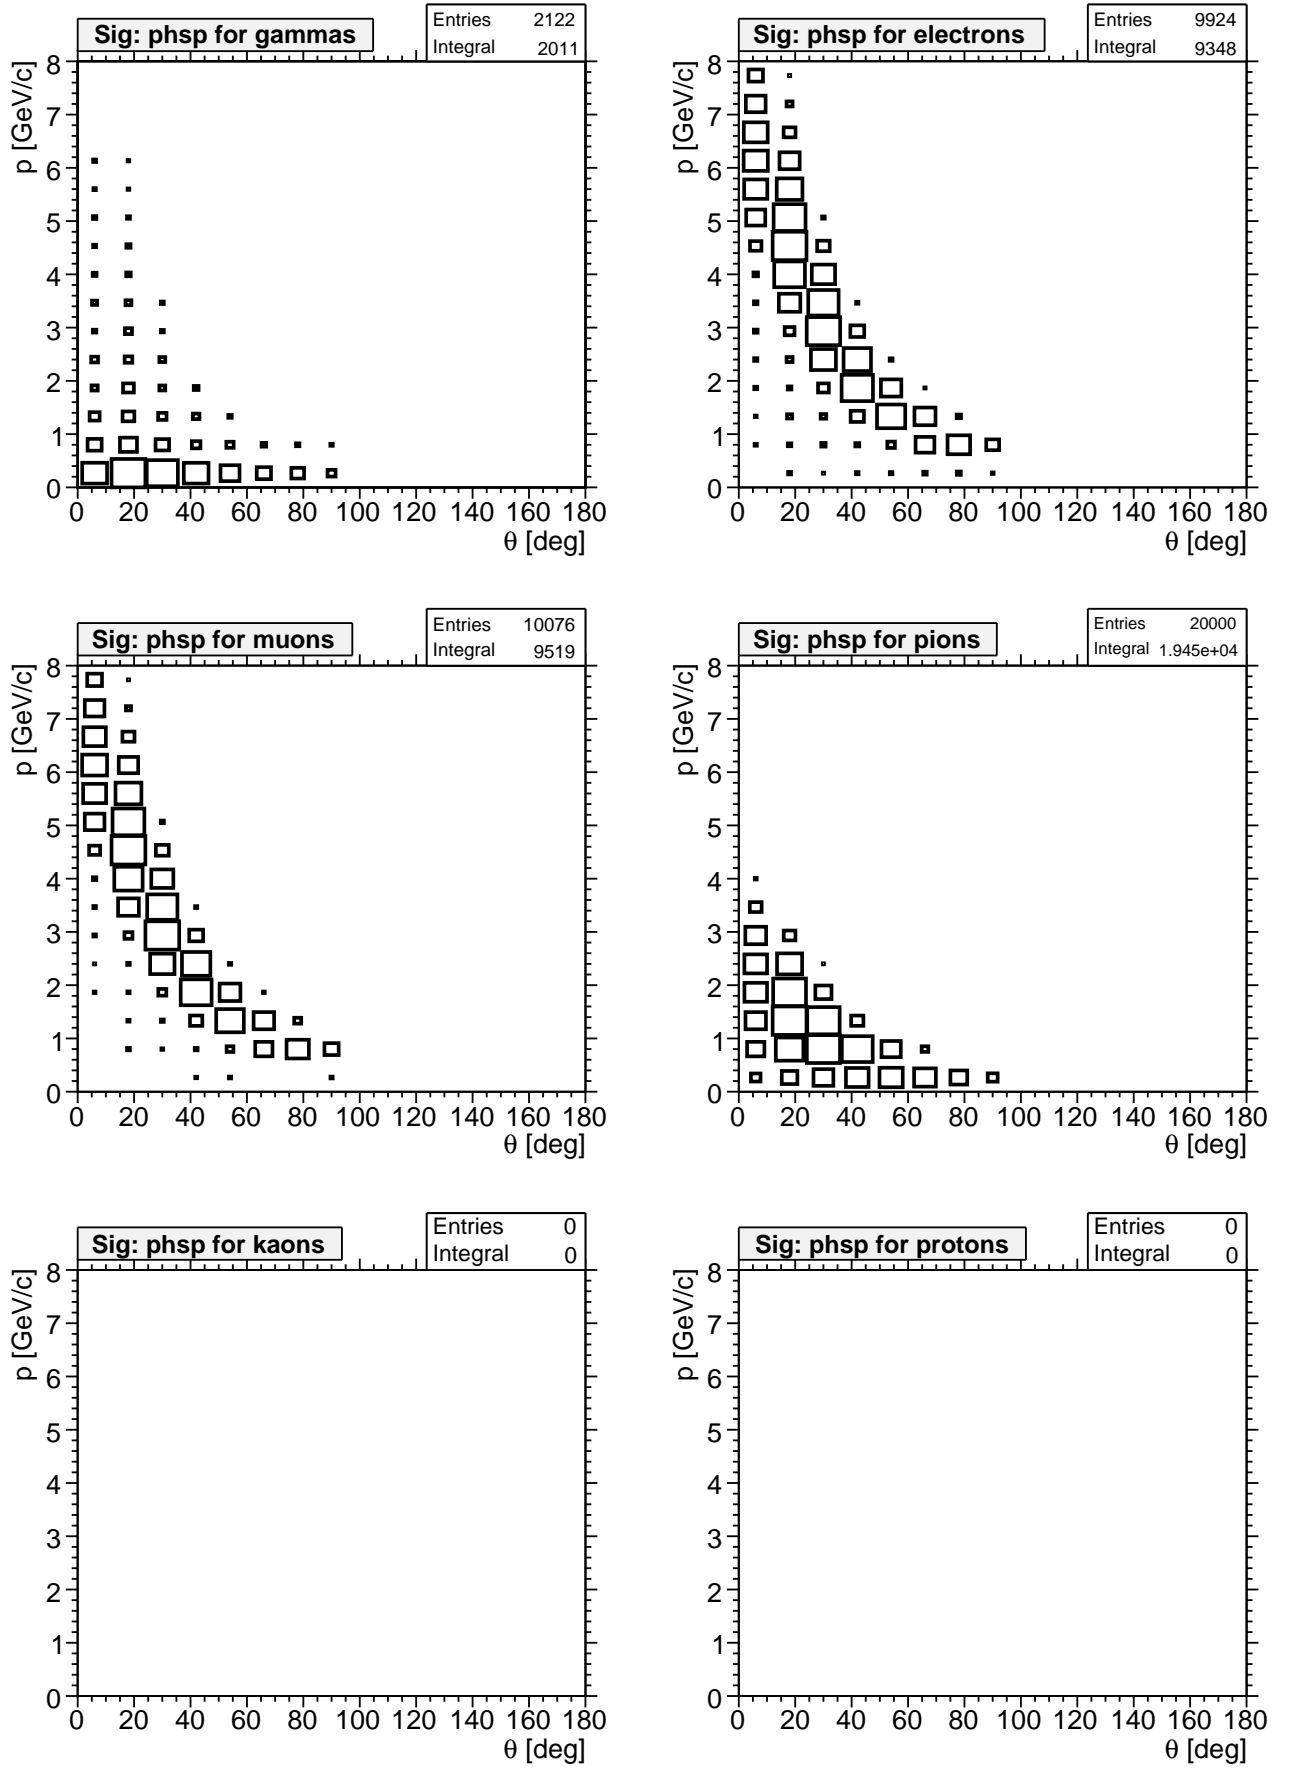 Sig: phsp for gammas
Entries 2122
Integral 2011
p [GeV/c]
8
7
6
5
4
3
2
1
0
0 20 40 60 80 100 120 140 160 180
θ [deg]
Sig: phsp for electrons
Entries 9924
Integral 9348
p [GeV/c]
8
7
6
5
4
3
2
1
0
0 20 40 60 80 100 120 140 160 180
θ [deg]
Sig: phsp for muons
Entries 10076
Integral 9519
p [GeV/c]
8
7
6
5
4
3
2
1
0
0 20 40 60 80 100 120 140 160 180
θ [deg]
Sig: phsp for pions
Entries 20000
Integral 1.945e+04
p [GeV/c]
8
7
6
5
4
3
2
1
0
0 20 40 60 80 100 120 140 160 180
θ [deg]
Sig: phsp for kaons
Entries 0
Integral 0
p [GeV/c]
8
7
6
5
4
3
2
1
0
0 20 40 60 80 100 120 140 160 180
θ [deg]
Sig: phsp for protons
Entries 0
Integral 0
p [GeV/c]
8
7
6
5
4
3
2
1
0
0 20 40 60 80 100 120 140 160 180
θ [deg]